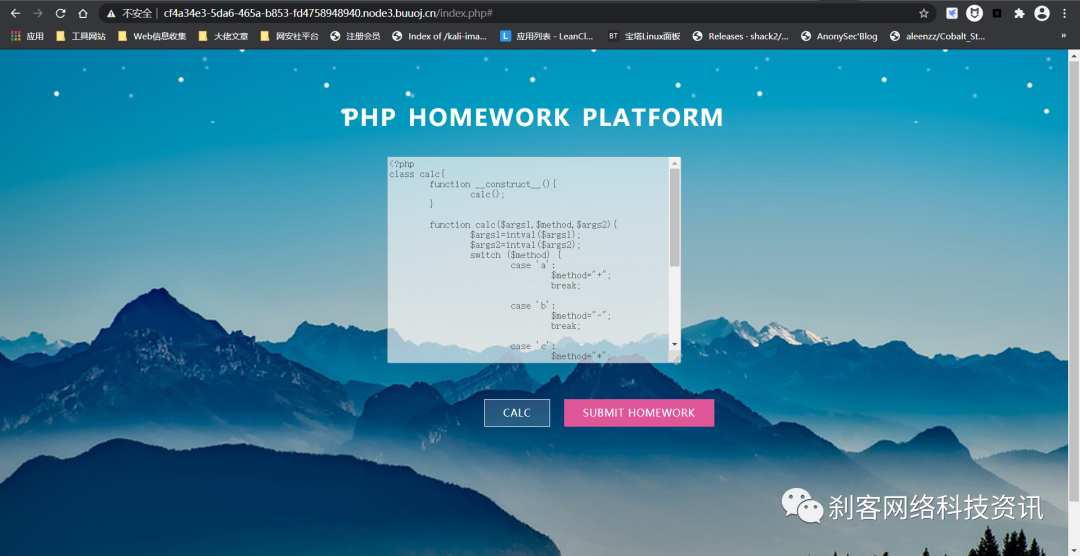 不安全 | cf4a34e3-5da6-465a-b853-fd4758948940.node3.buuoj.cn/index.php#
应用 工具网站 Web信息收集 大佬文章 网安社平台 注册会员 Index of /kali-ima... L 应用列表 - LeanCl... BT 宝塔Linux面板 Releases - shack2/... AnonySec'Blog aleenzz/Cobalt_St... »
PHP HOMEWORK PLATFORM
<?php
class calc{
function __construct__(){
calc();
}
function calc($args1,$method,$args2){
$args1=intval($args1);
$args2=intval($args2);
switch ($method) {
case 'a':
$method="+";
break;
case 'b':
$method="-";
break;
case 'c':
$method="+";
CALC SUBMIT HOMEWORK
刹客网络科技资讯